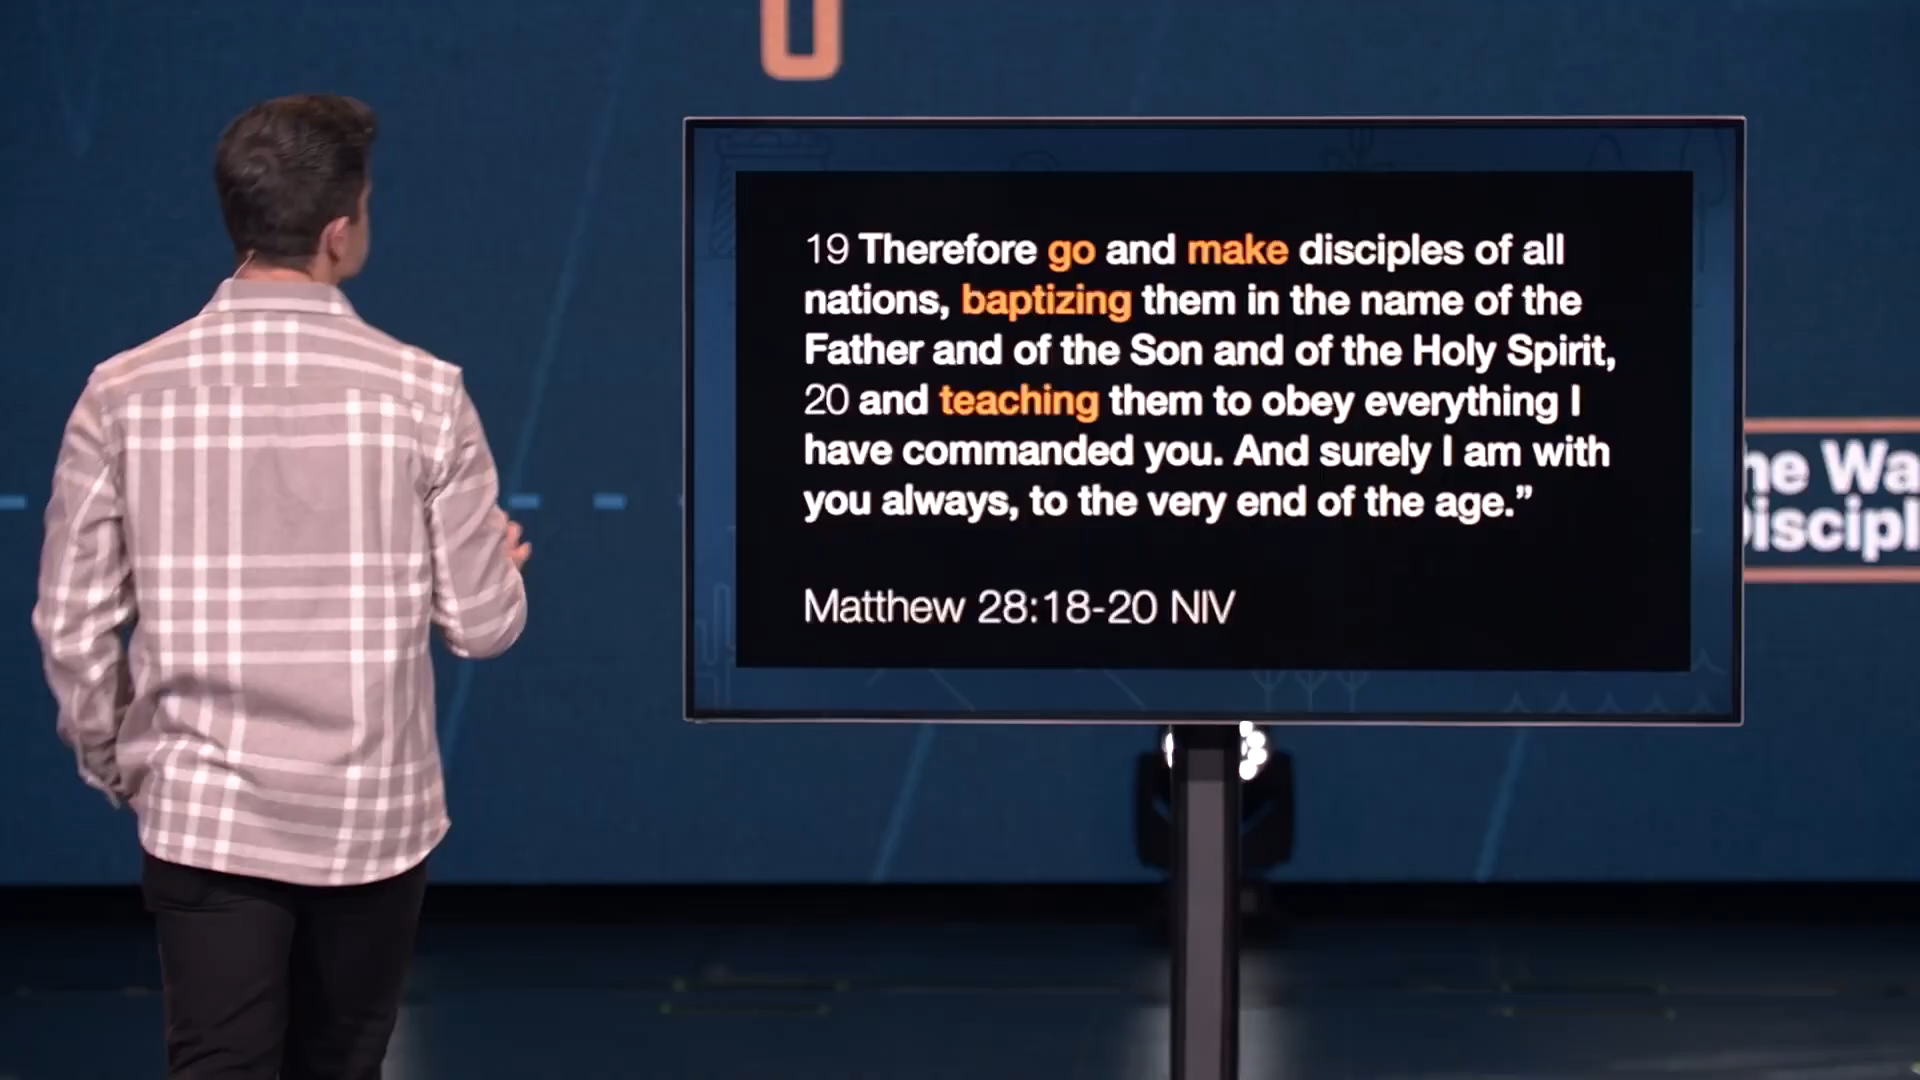 19 Therefore go and make disciples of all
nations, baptizing them in the name of the
Father and of the Son and of the Holy Spirit,
20 and teaching them to obey everything I
have commanded you. And surely I am with
you always, to the very end of the age.”
Matthew 28:18-20 NIV